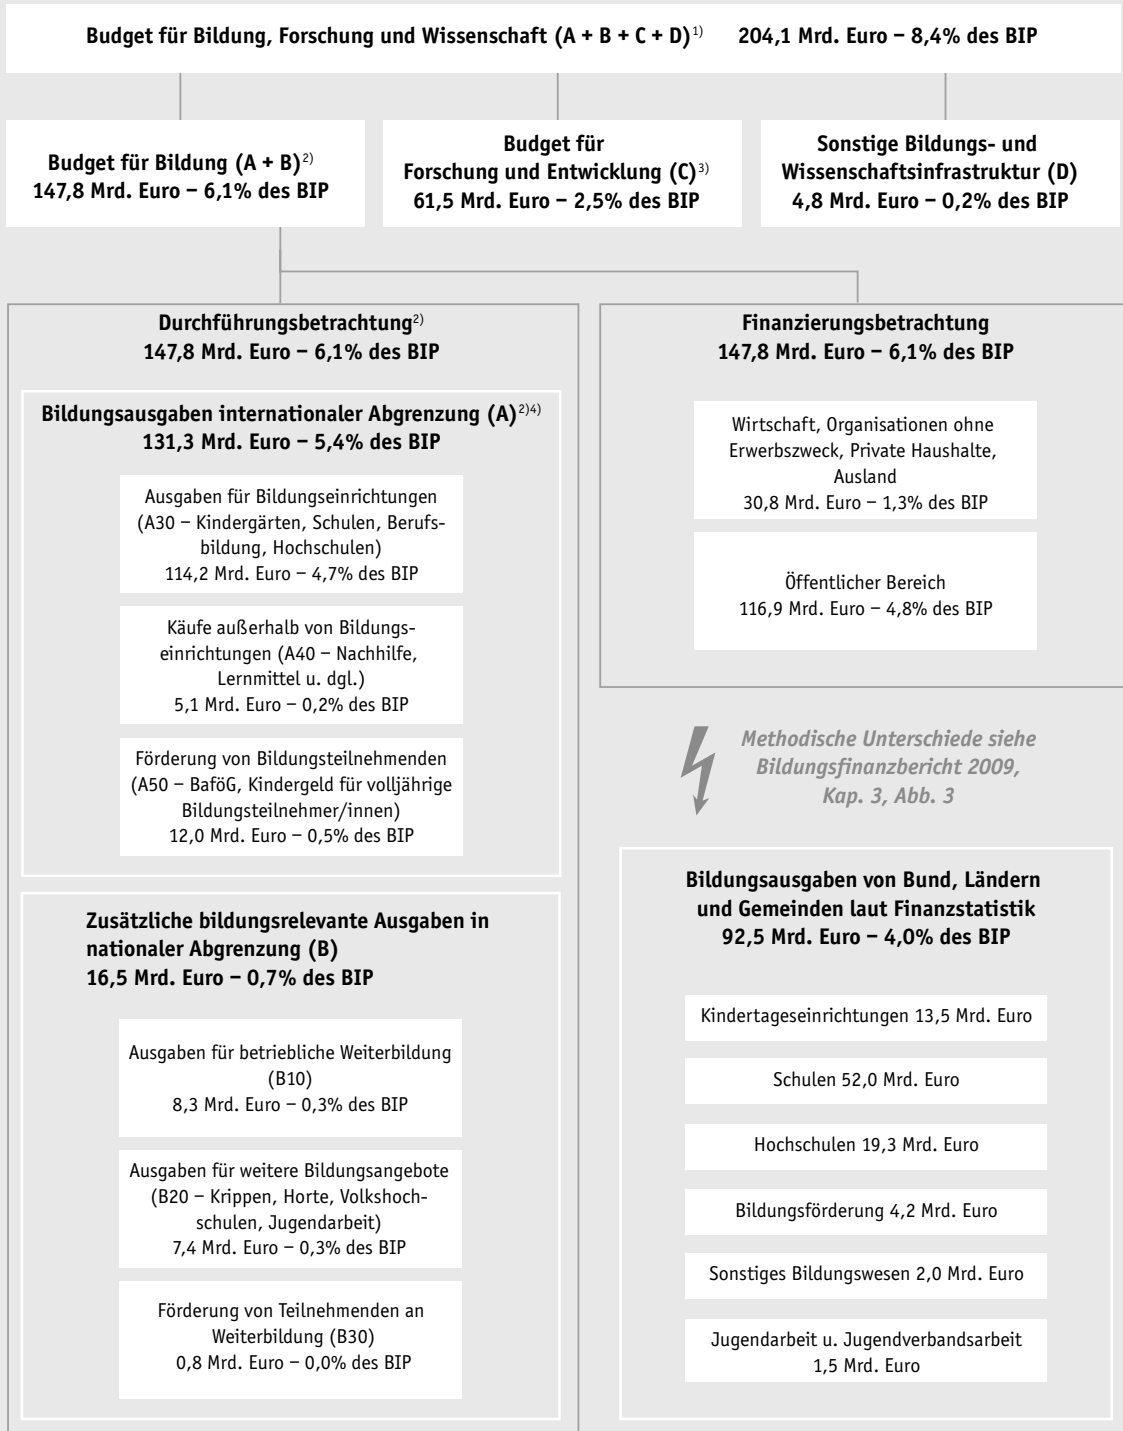 Budget für Bildung, Forschung und Wissenschaft (A + B + C + D)1) 204,1 Mrd. Euro – 8,4% des BIP
Budget für Bildung (A + B)2)
147,8 Mrd. Euro – 6,1% des BIP
Budget für
Forschung und Entwicklung (C)3)
61,5 Mrd. Euro – 2,5% des BIP
Sonstige Bildungs- und
Wissenschaftsinfrastruktur (D)
4,8 Mrd. Euro – 0,2% des BIP
Durchführungsbetrachtung2)
147,8 Mrd. Euro – 6,1% des BIP
Bildungsausgaben internationaler Abgrenzung (A)2)4)
131,3 Mrd. Euro – 5,4% des BIP
Ausgaben für Bildungseinrichtungen
(A30 – Kindergärten, Schulen, Berufs-
bildung, Hochschulen)
114,2 Mrd. Euro – 4,7% des BIP
Käufe außerhalb von Bildungs-
einrichtungen (A40 – Nachhilfe,
Lernmittel u. dgl.)
5,1 Mrd. Euro – 0,2% des BIP
Förderung von Bildungsteilnehmenden
(A50 – BaföG, Kindergeld für volljährige
Bildungsteilnehmer/innen)
12,0 Mrd. Euro – 0,5% des BIP
Zusätzliche bildungsrelevante Ausgaben in
nationaler Abgrenzung (B)
16,5 Mrd. Euro – 0,7% des BIP
Ausgaben für betriebliche Weiterbildung
(B10)
8,3 Mrd. Euro – 0,3% des BIP
Ausgaben für weitere Bildungsangebote
(B20 – Krippen, Horte, Volkshoch-
schulen, Jugendarbeit)
7,4 Mrd. Euro – 0,3% des BIP
Förderung von Teilnehmenden an
Weiterbildung (B30)
0,8 Mrd. Euro – 0,0% des BIP
Finanzierungsbetrachtung
147,8 Mrd. Euro – 6,1% des BIP
Wirtschaft, Organisationen ohne
Erwerbszweck, Private Haushalte,
Ausland
30,8 Mrd. Euro – 1,3% des BIP
Öffentlicher Bereich
116,9 Mrd. Euro – 4,8% des BIP
Methodische Unterschiede siehe
Bildungsfinanzbericht 2009,
Kap. 3, Abb. 3
Bildungsausgaben von Bund, Ländern
und Gemeinden laut Finanzstatistik
92,5 Mrd. Euro – 4,0% des BIP
Kindertageseinrichtungen 13,5 Mrd. Euro
Schulen 52,0 Mrd. Euro
Hochschulen 19,3 Mrd. Euro
Bildungsförderung 4,2 Mrd. Euro
Sonstiges Bildungswesen 2,0 Mrd. Euro
Jugendarbeit u. Jugendverbandsarbeit
1,5 Mrd. Euro